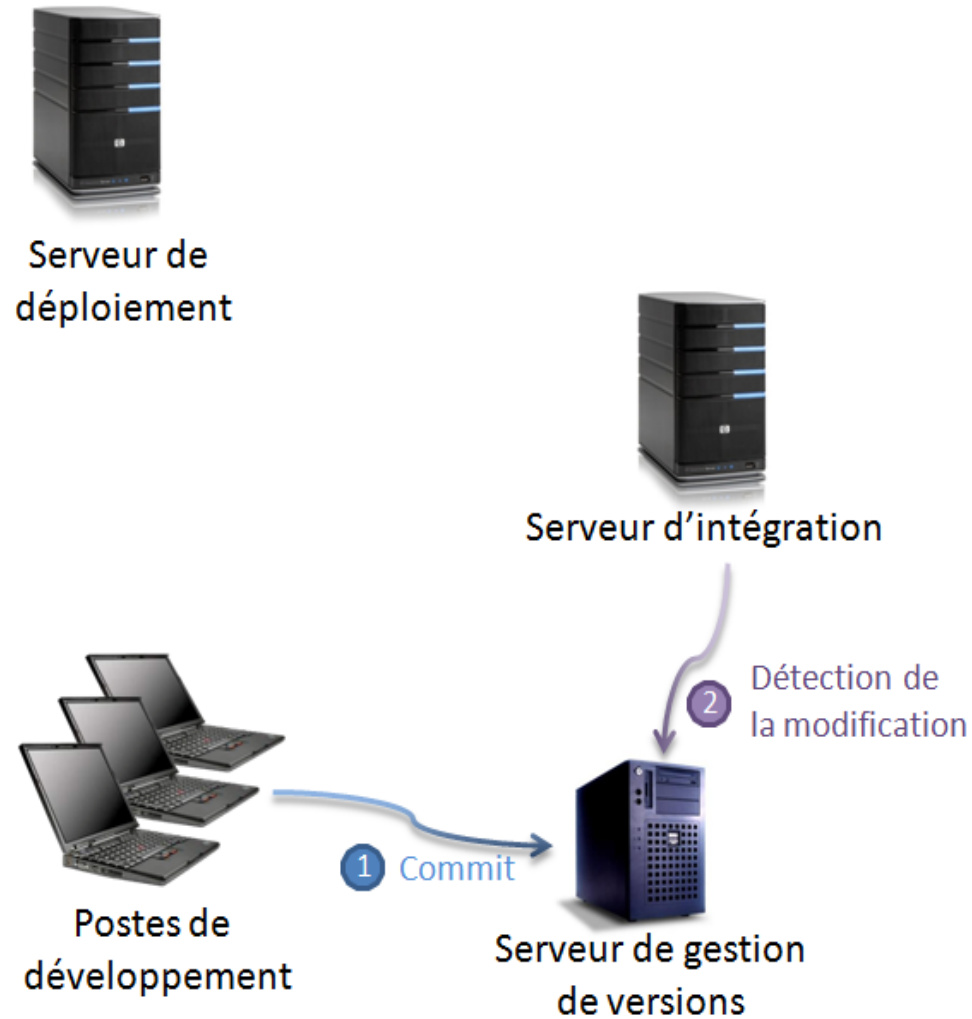 Serveur de
déploiement
Serveur d’intégration
2
Détection de
la modification
1 Commit
Postes de
développement
Serveur de gestion
de versions